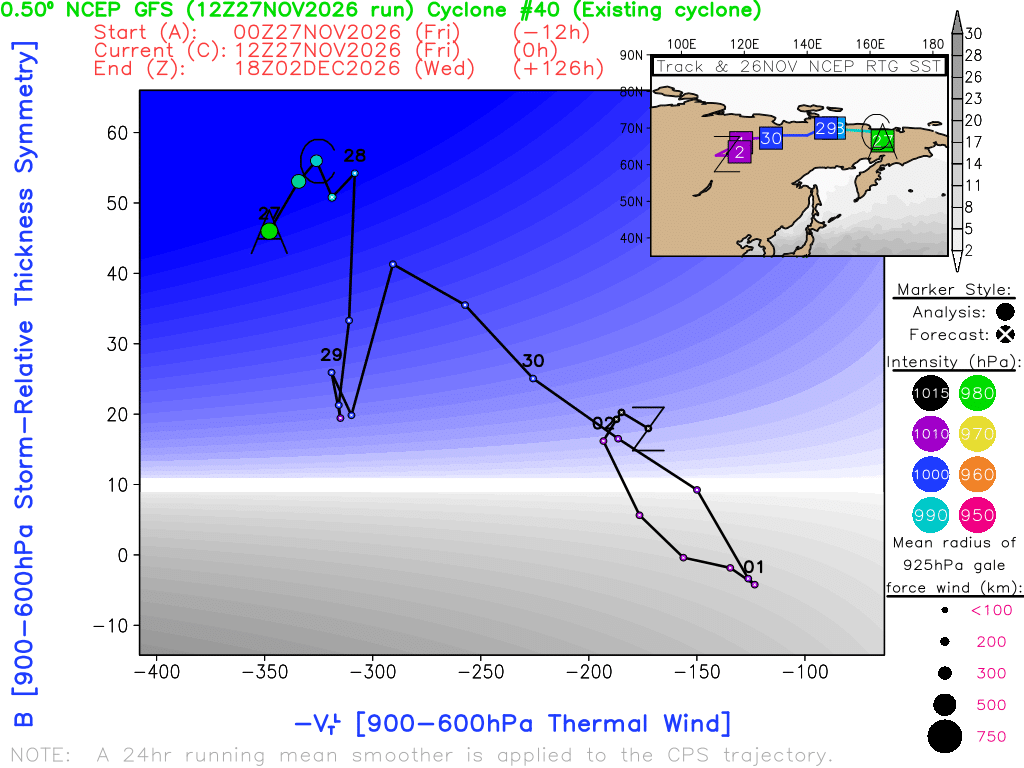 0.50° NCEP GFS (12Z27NOV2026 run) Cyclone #40 (Existing cyclone)
Start (A): 00Z27NOV2026 (Fri) (−12h)
Current (C): 12Z27NOV2026 (Fri) (0h)
End (Z): 18Z02DEC2026 (Wed) (+126h)
B [900−600hPa Storm−Relative Thickness Symmetry]
60
50
40
30
20
10
0
−10
−400 −350 −300 −250 −200 −150 −100
−V_T^L [900−600hPa Thermal Wind]
A
C
27
28
29
30
01
02
Z
100E 120E 140E 160E 180
90N
80N
70N
60N
50N
40N
Track & 26NOV NCEP RTG SST
Z 2 30 29 C 27
30
28
26
23
20
17
14
11
8
5
2
Marker Style:
Analysis:
Forecast:
Intensity (hPa):
1015 980
1010 970
1000 960
990 950
Mean radius of
925hPa gale
force wind (km):
<100
200
300
500
750
NOTE: A 24hr running mean smoother is applied to the CPS trajectory.